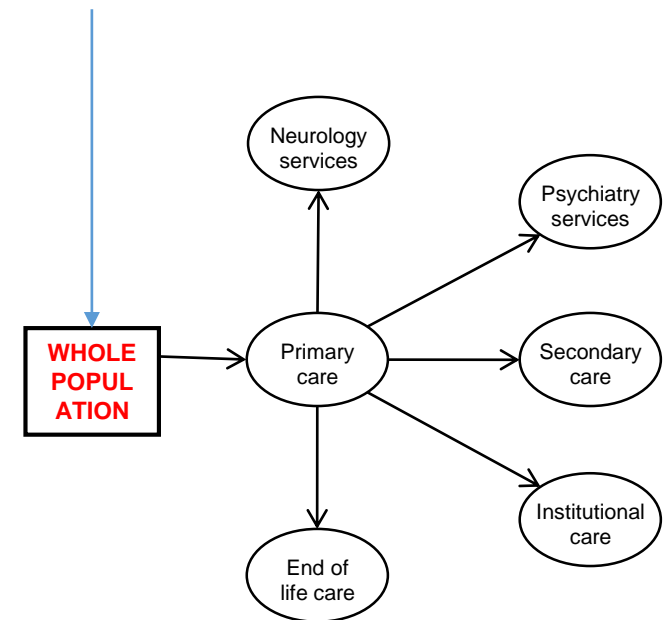 Neurology
services
Psychiatry
services
WHOLE
POPUL
ATION
Primary
care
Secondary
care
Institutional
care
End of
life care